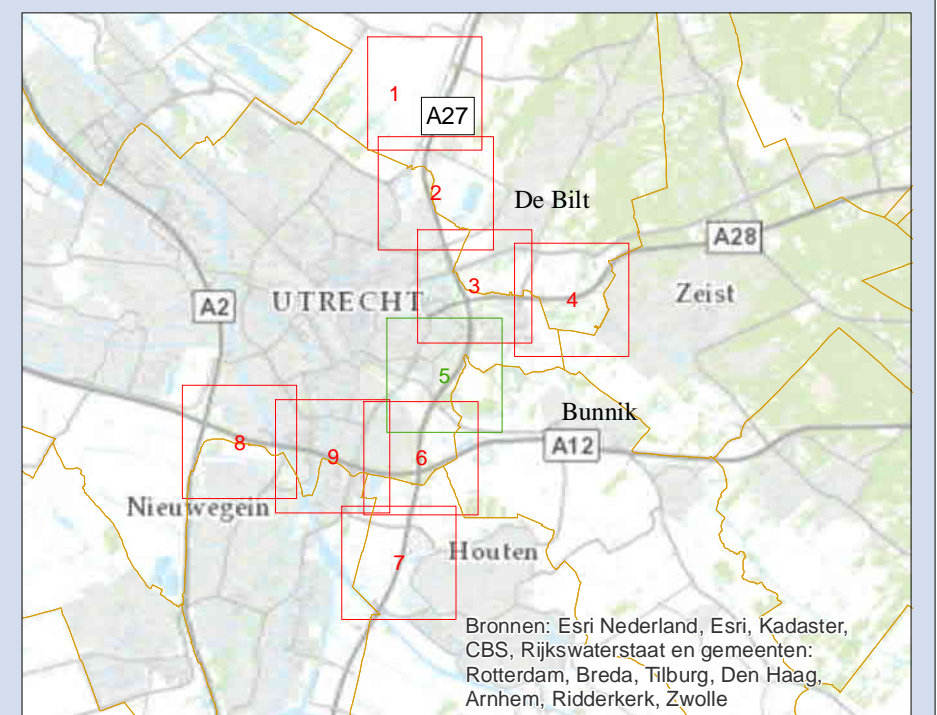 1
A27
2
De Bilt
A28
3
4
Zeist
A2
UTRECHT
5
Bunnik
8
9
6
A12
Nieuwegein
7
Houten
Bronnen: Esri Nederland, Esri, Kadaster,
CBS, Rijkswaterstaat en gemeenten:
Rotterdam, Breda, Tilburg, Den Haag,
Arnhem, Ridderkerk, Zwolle